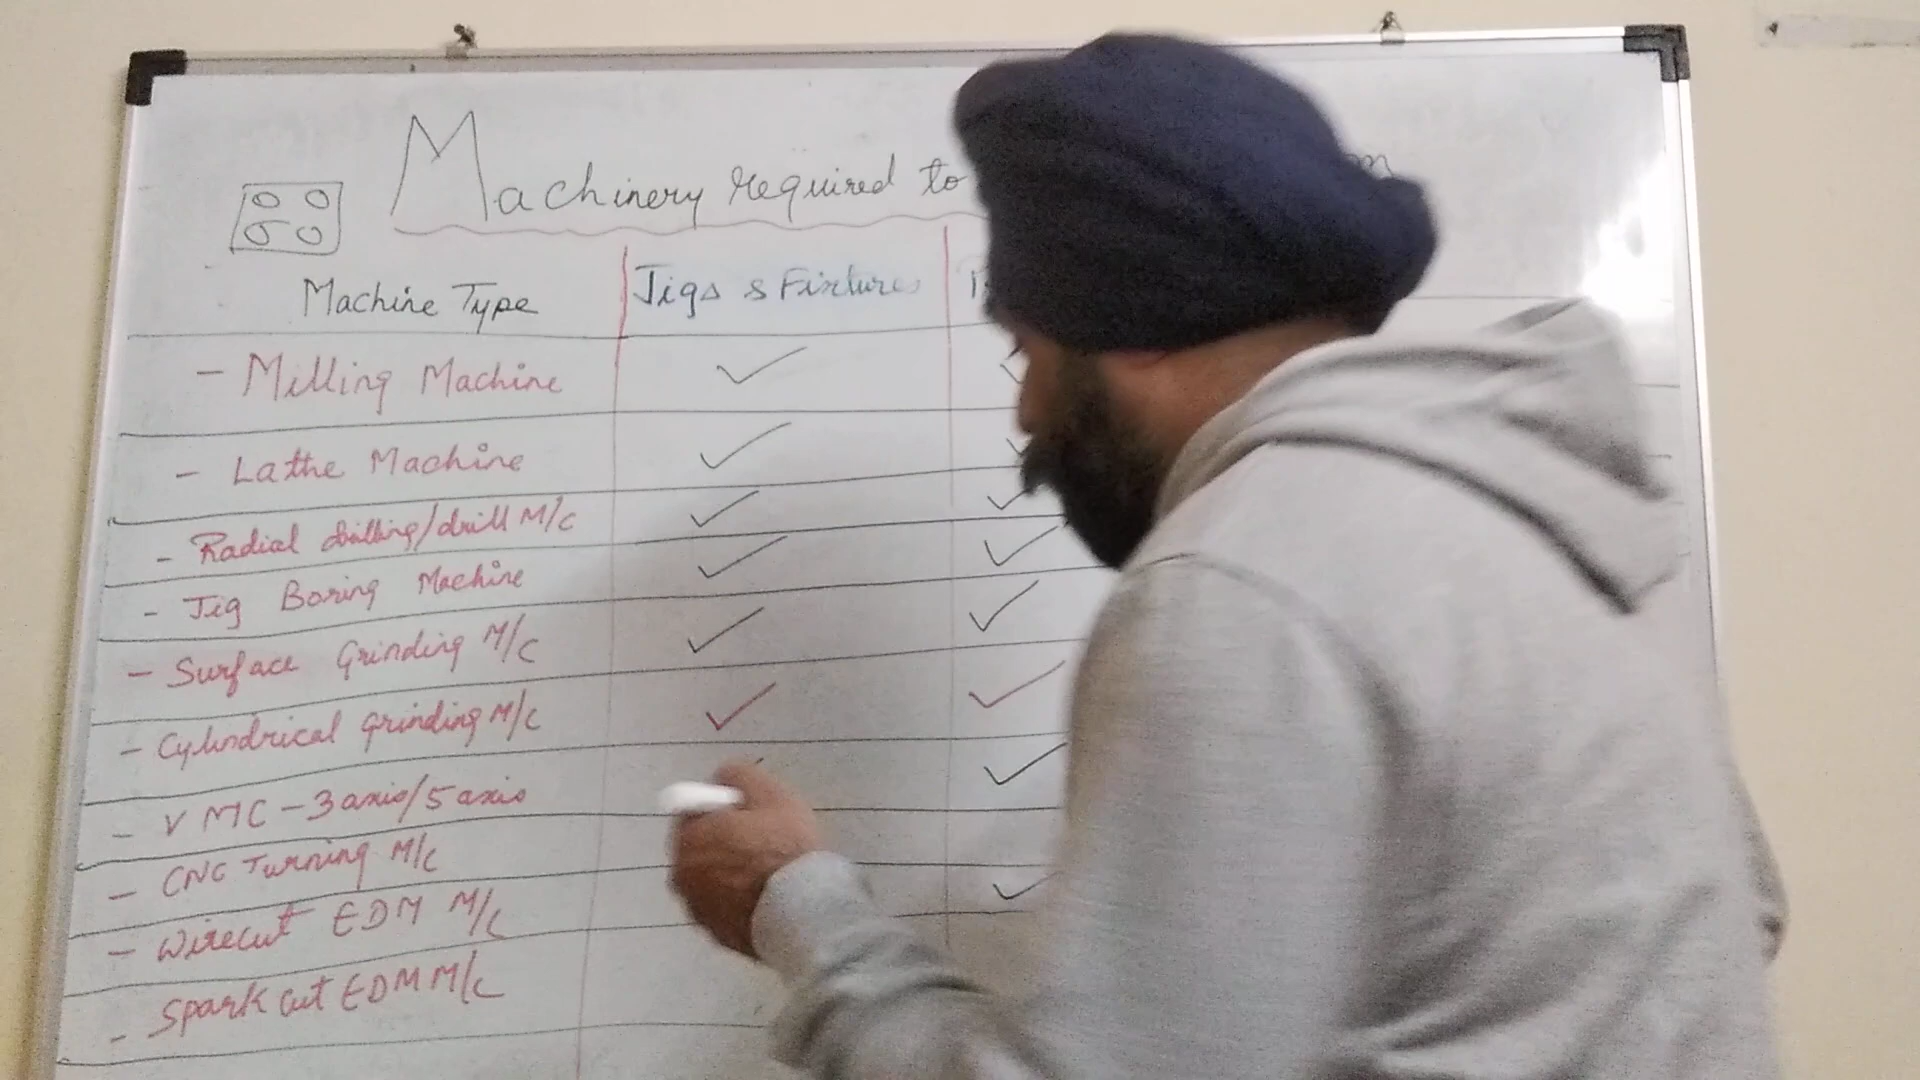 Machinery required to
Machine Type Jigs & Fixtures
- Milling Machine ✓
- Lathe Machine ✓
- Radial drilling/drill M/C ✓ ✓
- Jig Boring Machine ✓ ✓
- Surface Grinding M/C ✓ ✓
- Cylindrical grinding M/C ✓ ✓
- VMC - 3 axis/5 axis ✓
- CNC Turning M/C
- Wirecut EDM M/C ✓
- Spark cut EDM M/C